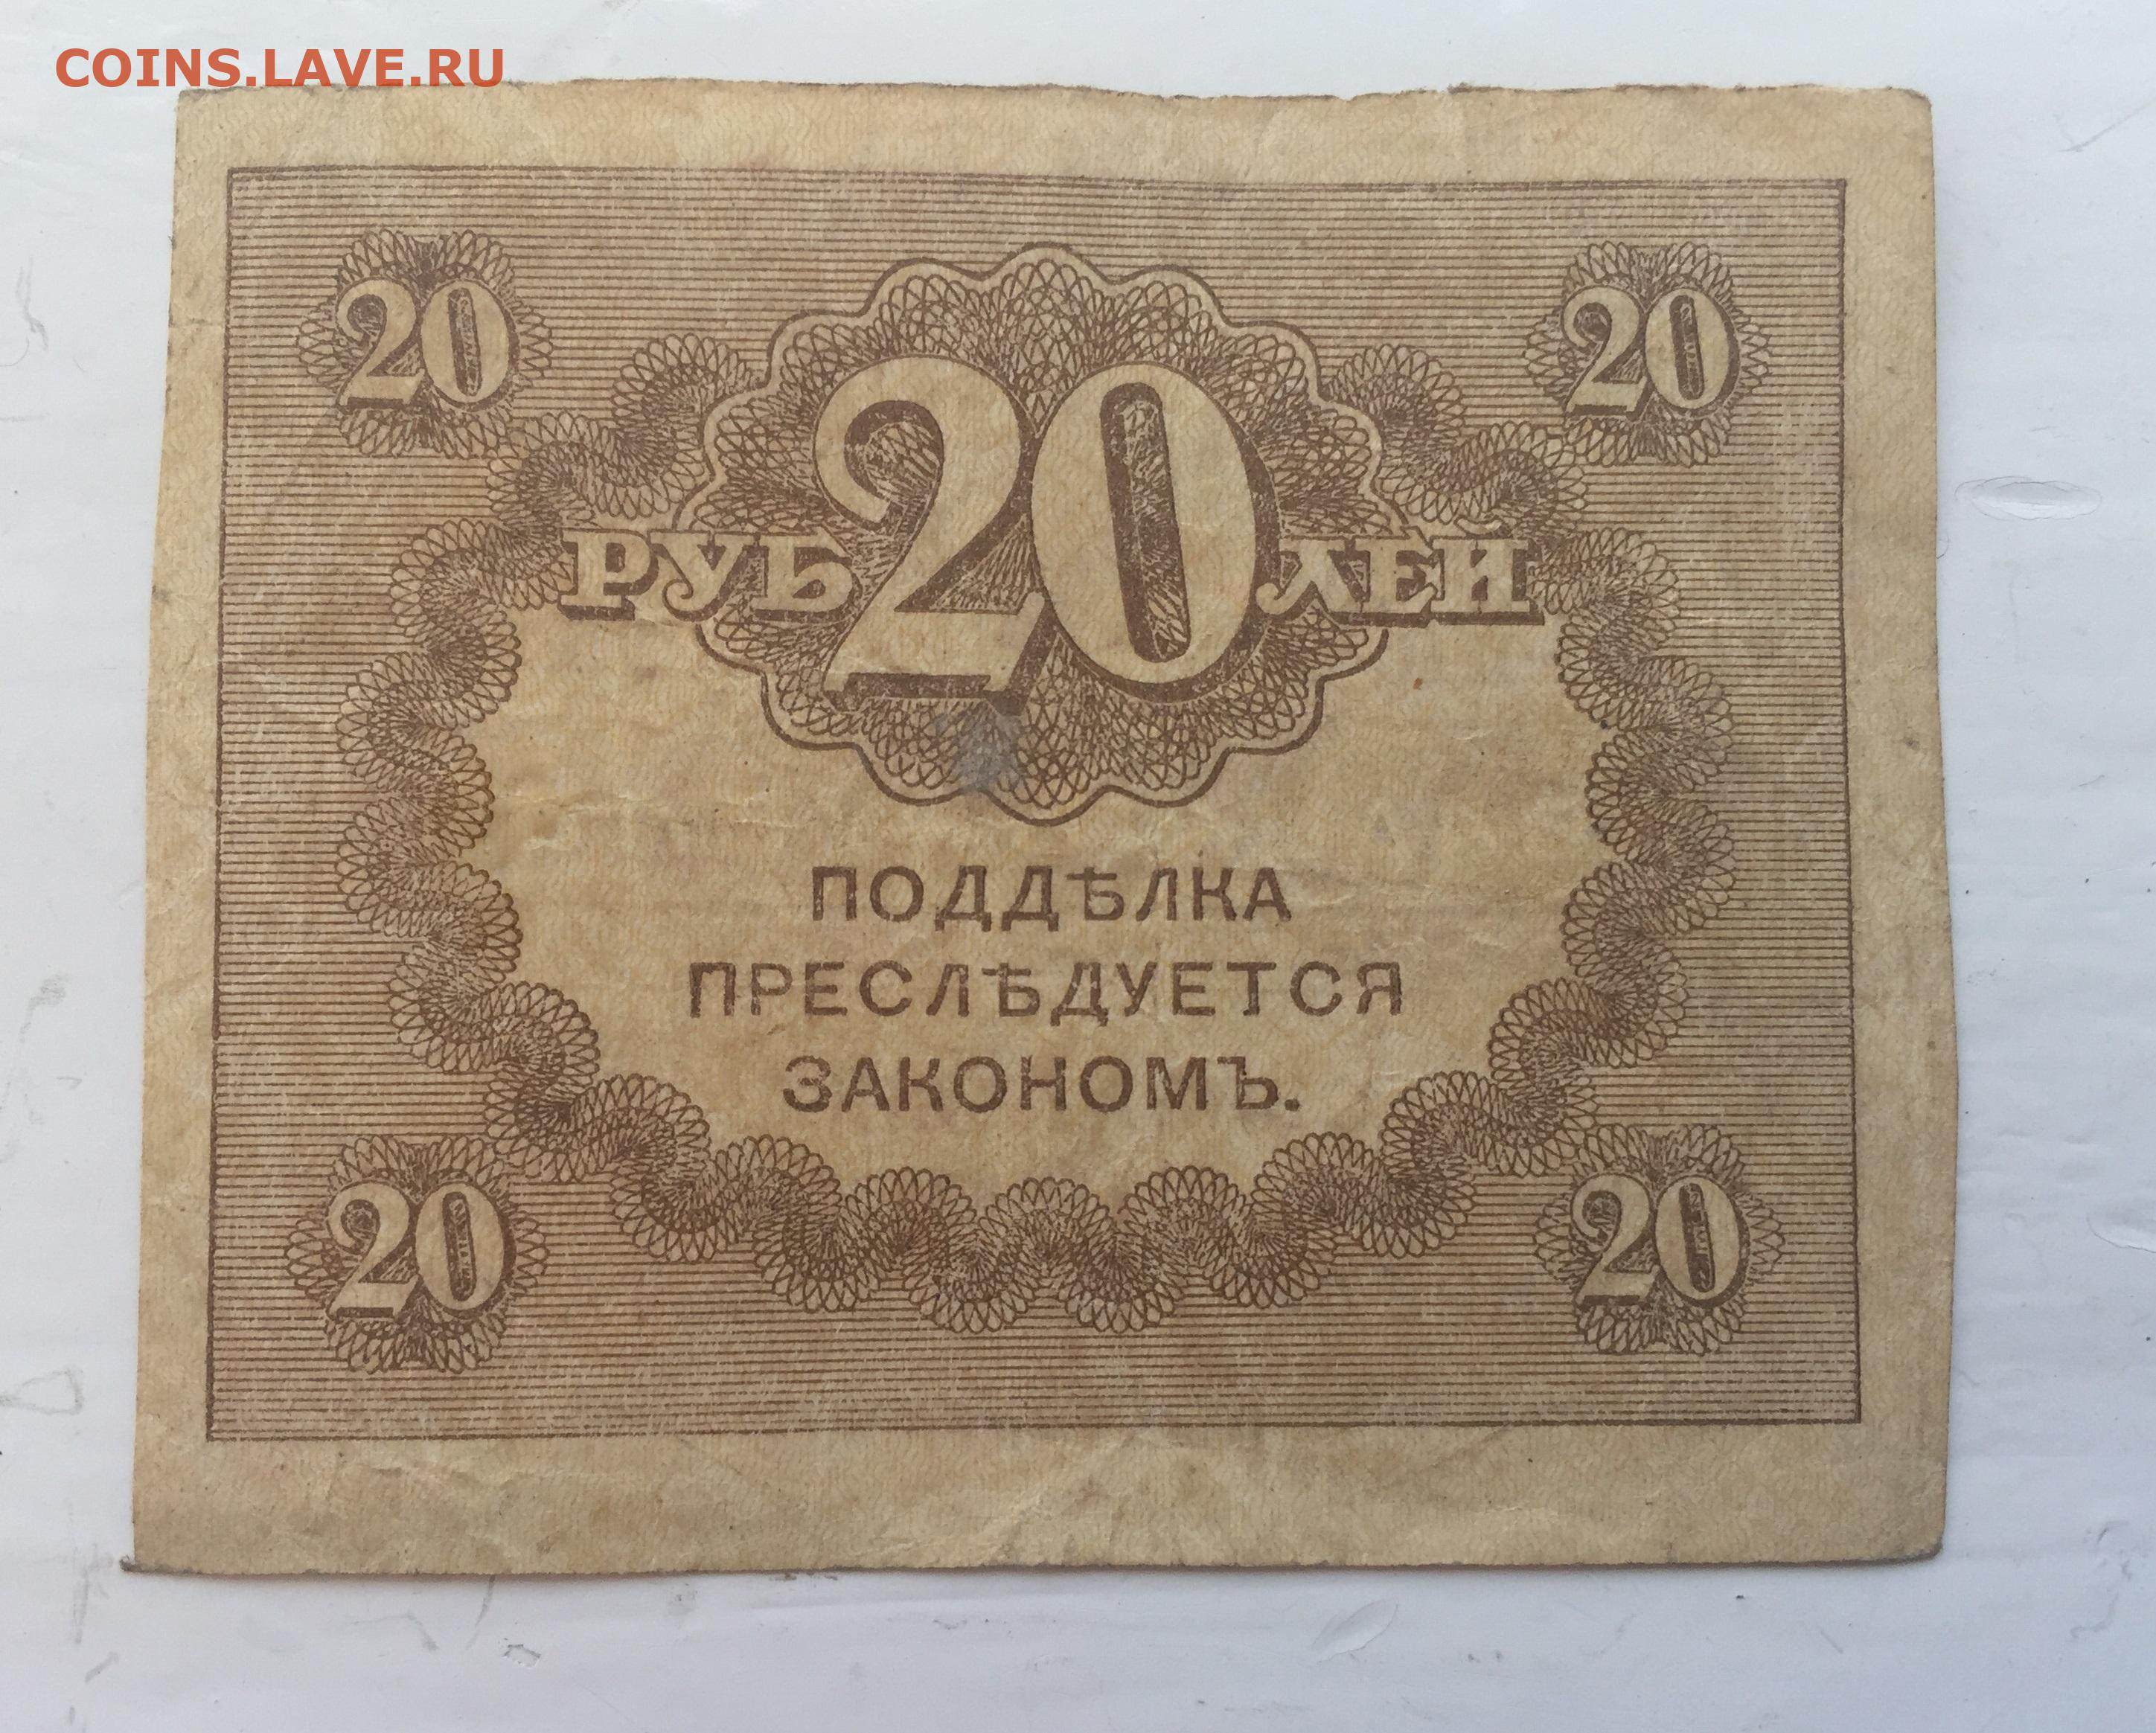 COINS.LAVE.RU
20
20
РУБ20ЛЕЙ
ПОДДѢЛКА
ПРЕСЛѢДУЕТСЯ
ЗАКОНОМЪ.
20
20